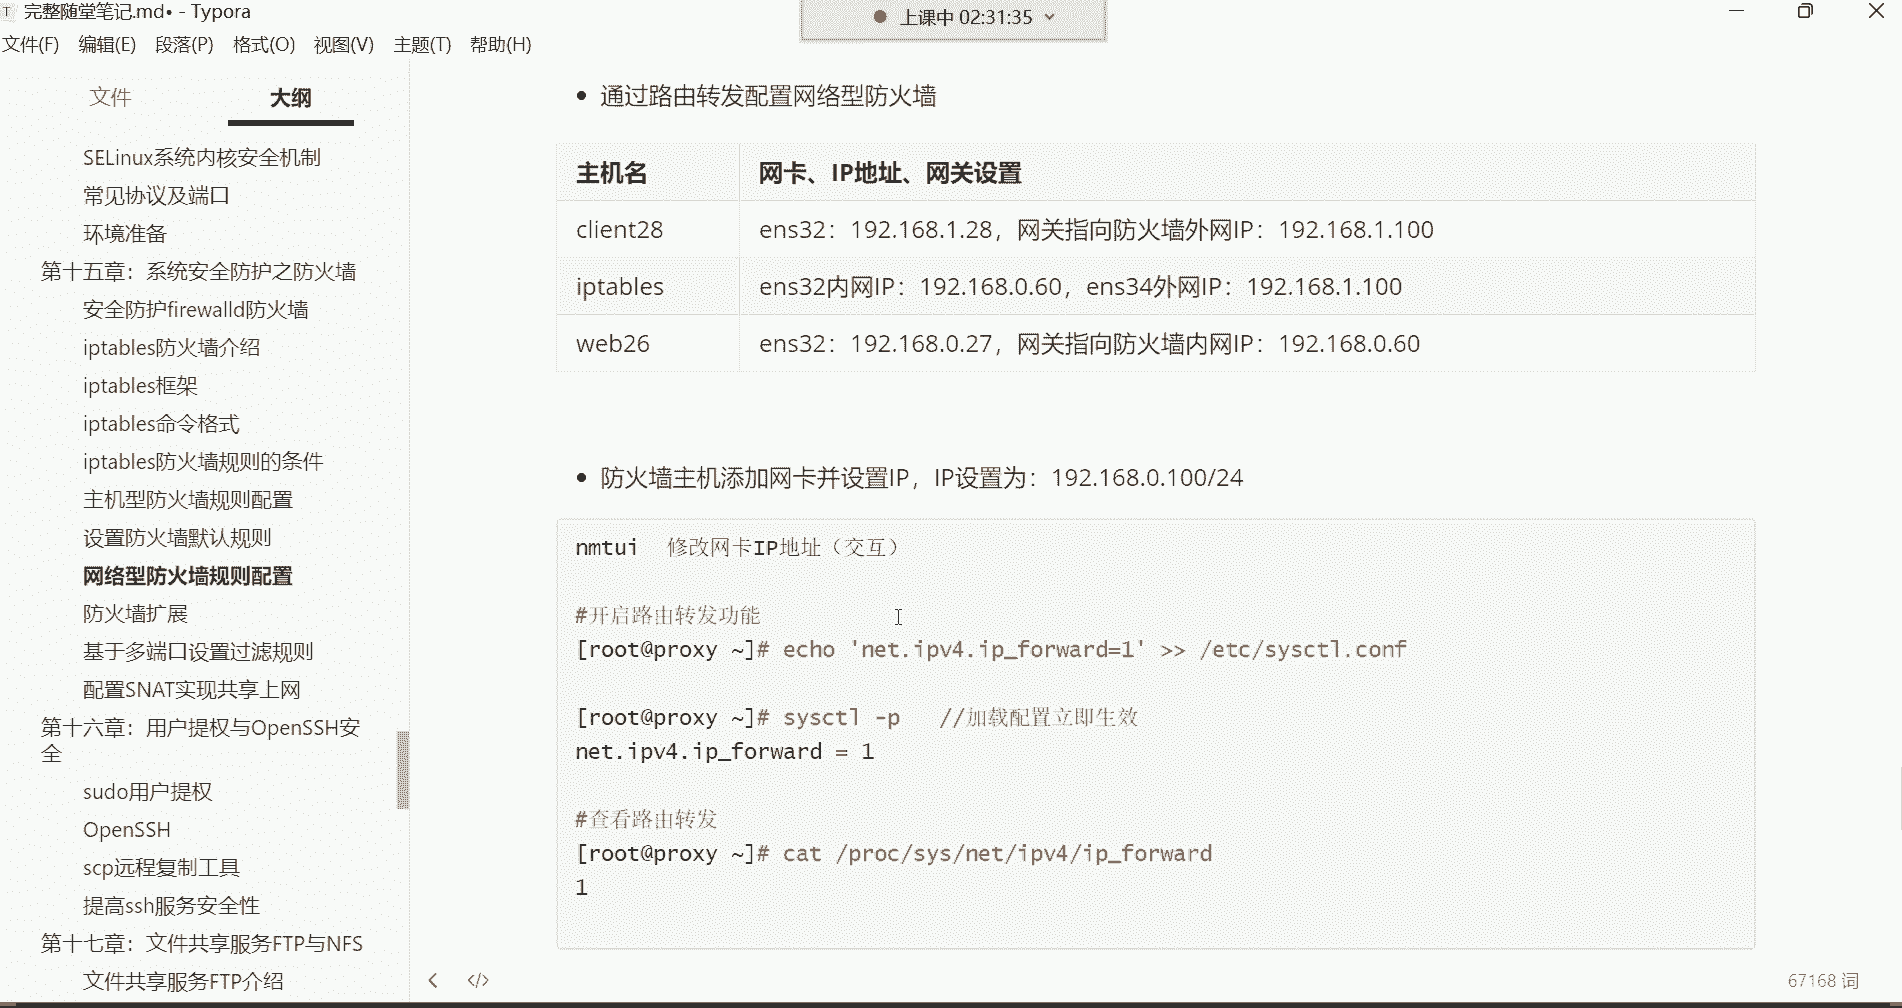 完整随堂笔记.md• - Typora
上课中 02:31:35
文件(F) 编辑(E) 段落(P) 格式(O) 视图(V) 主题(T) 帮助(H)
文件 大纲
SELinux系统内核安全机制
常见协议及端口
环境准备
第十五章：系统安全防护之防火墙
安全防护firewalld防火墙
iptables防火墙介绍
iptables框架
iptables命令格式
iptables防火墙规则的条件
主机型防火墙规则配置
设置防火墙默认规则
网络型防火墙规则配置
防火墙扩展
基于多端口设置过滤规则
配置SNAT实现共享上网
第十六章：用户提权与OpenSSH安
全
sudo用户提权
OpenSSH
scp远程复制工具
提高ssh服务安全性
第十七章：文件共享服务FTP与NFS
文件共享服务FTP介绍
• 通过路由转发配置网络型防火墙
主机名 网卡、IP地址、网关设置
client28 ens32：192.168.1.28，网关指向防火墙外网IP：192.168.1.100
iptables ens32内网IP：192.168.0.60，ens34外网IP：192.168.1.100
web26 ens32：192.168.0.27，网关指向防火墙内网IP：192.168.0.60
• 防火墙主机添加网卡并设置IP，IP设置为：192.168.0.100/24
nmtui 修改网卡IP地址（交互）
#开启路由转发功能
[root@proxy ~]# echo 'net.ipv4.ip_forward=1' >> /etc/sysctl.conf
[root@proxy ~]# sysctl -p //加载配置立即生效
net.ipv4.ip_forward = 1
#查看路由转发
[root@proxy ~]# cat /proc/sys/net/ipv4/ip_forward
1
67168 词